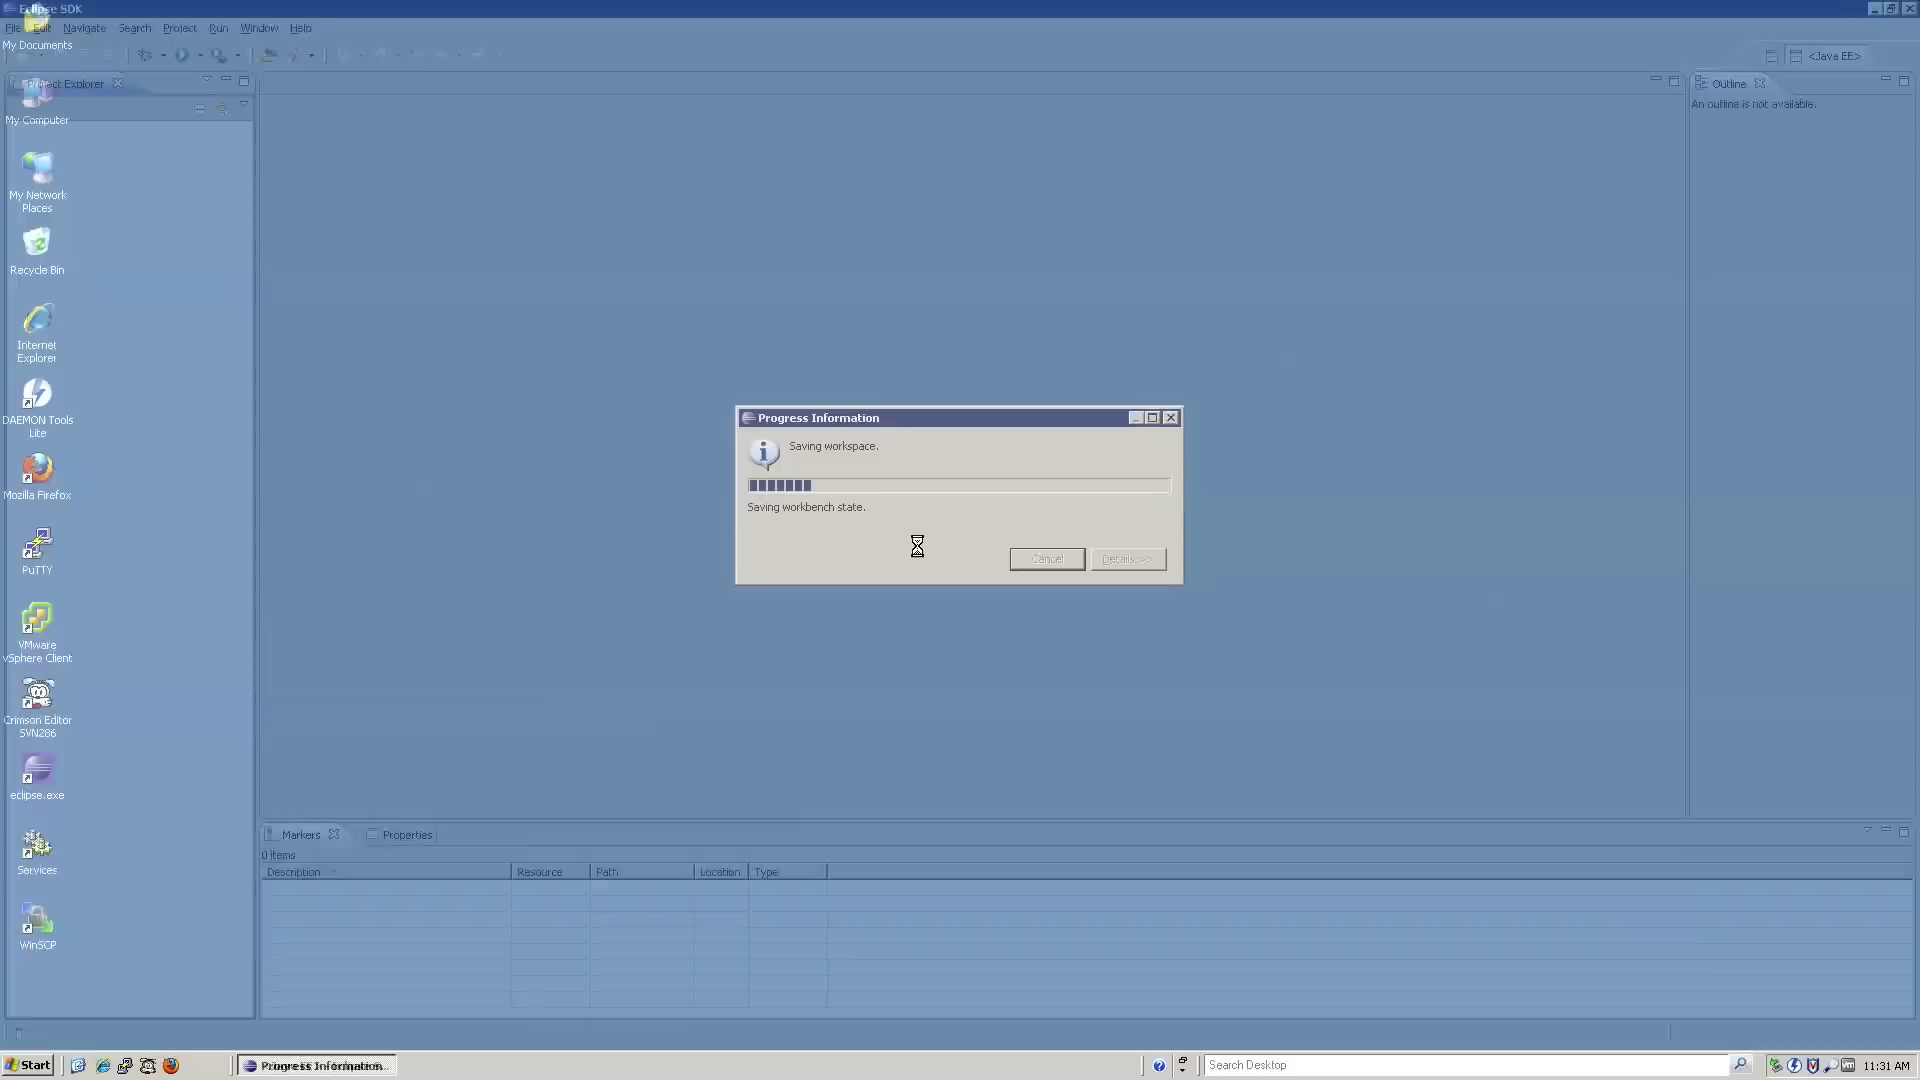 Eclipse SDK
File Edit Navigate Search Project Run Window Help
My Documents
<Java EE>
Project Explorer
Outline
An outline is not available.
My Computer
My Network
Places
Recycle Bin
Internet
Explorer
DAEMON Tools
Lite
Mozilla Firefox
PuTTY
VMware
vSphere Client
Crimson Editor
SVN286
eclipse.exe
Services
WinSCP
Progress Information
Saving workspace.
Saving workbench state.
Cancel
Details >>
Markers
Properties
0 items
Description Resource Path Location Type
Start
Progress Information
Search Desktop
11:31 AM